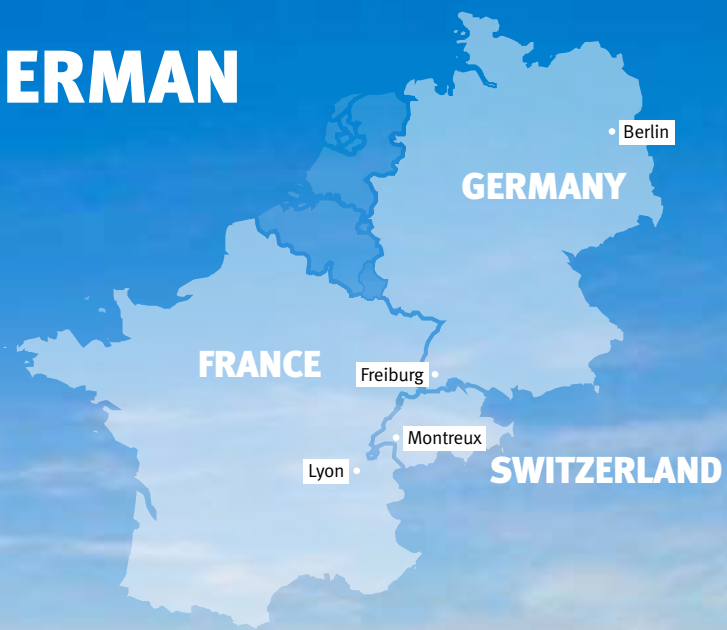 ERMAN
Berlin
GERMANY
FRANCE
Freiburg
Montreux
Lyon
SWITZERLAND